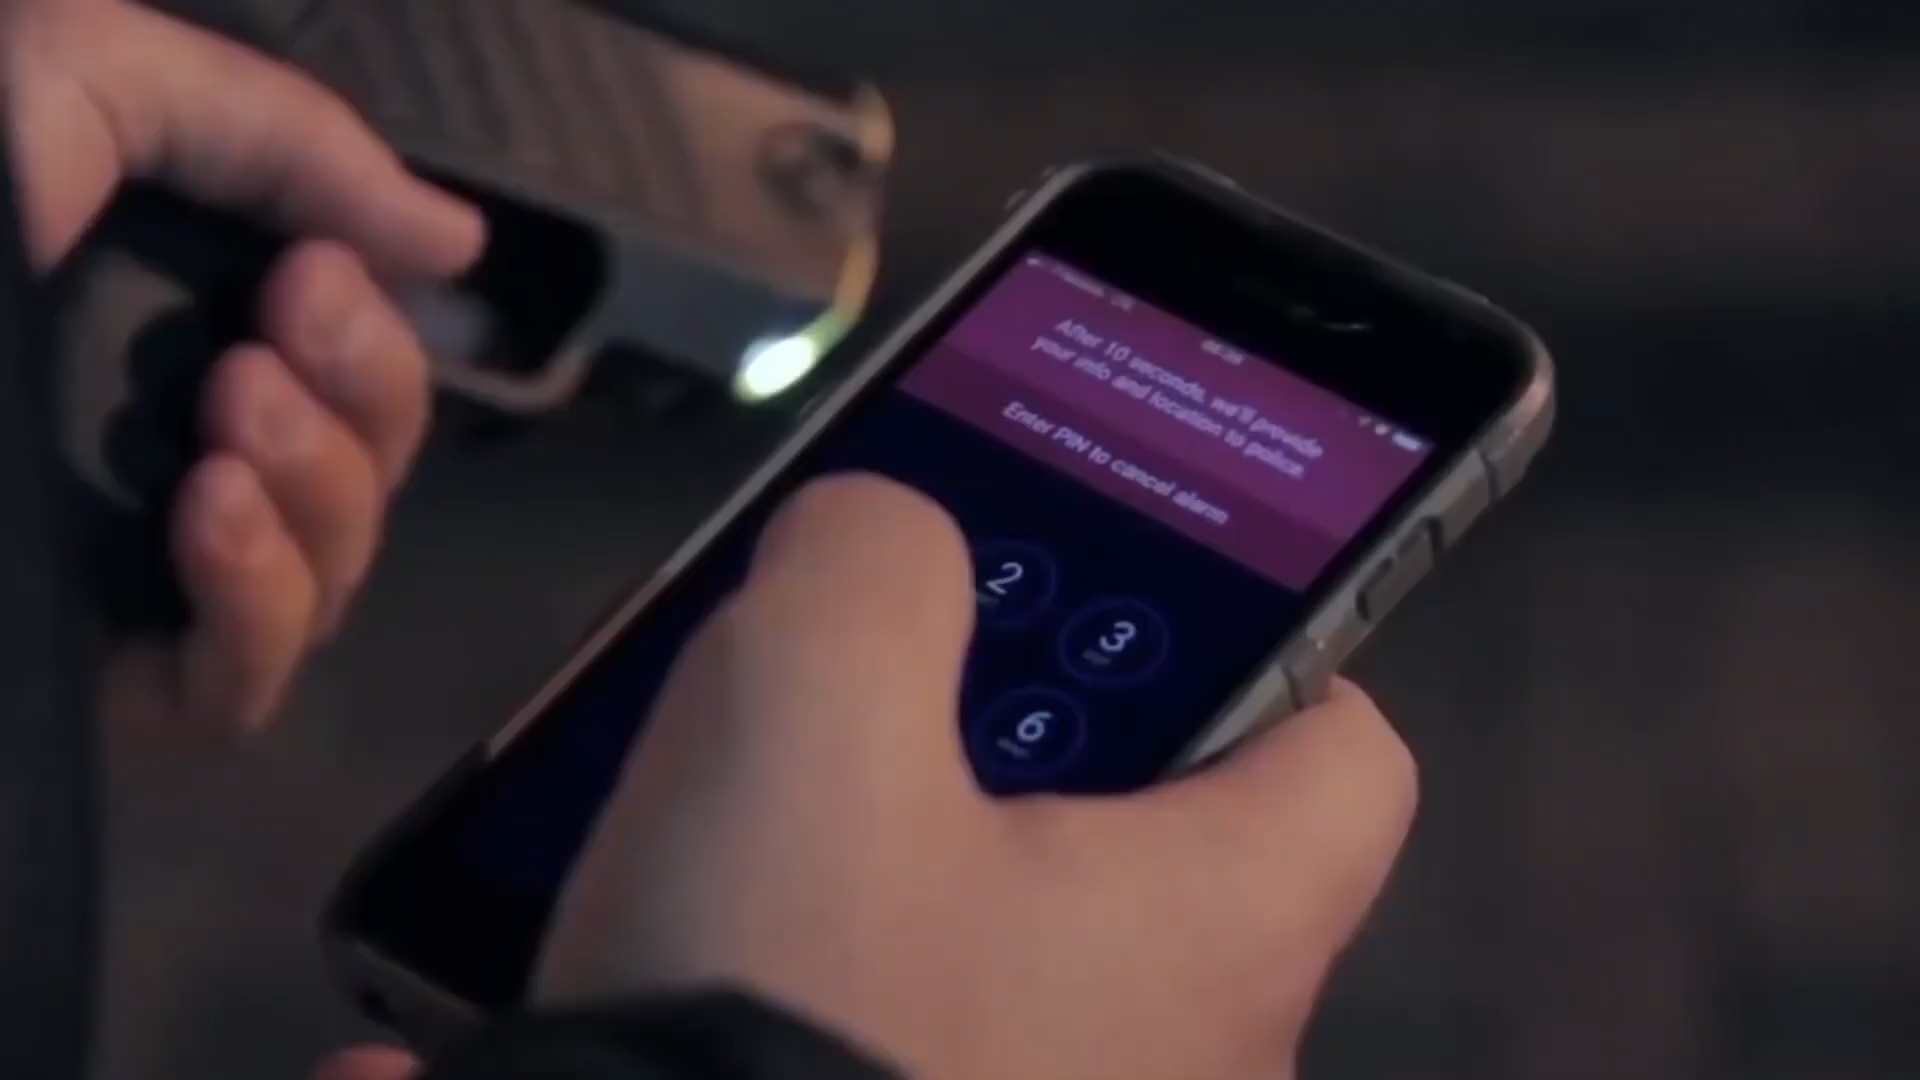 After 10 seconds, we'll provide
your info and location to police.
Enter PIN to cancel alarm
2
3
6